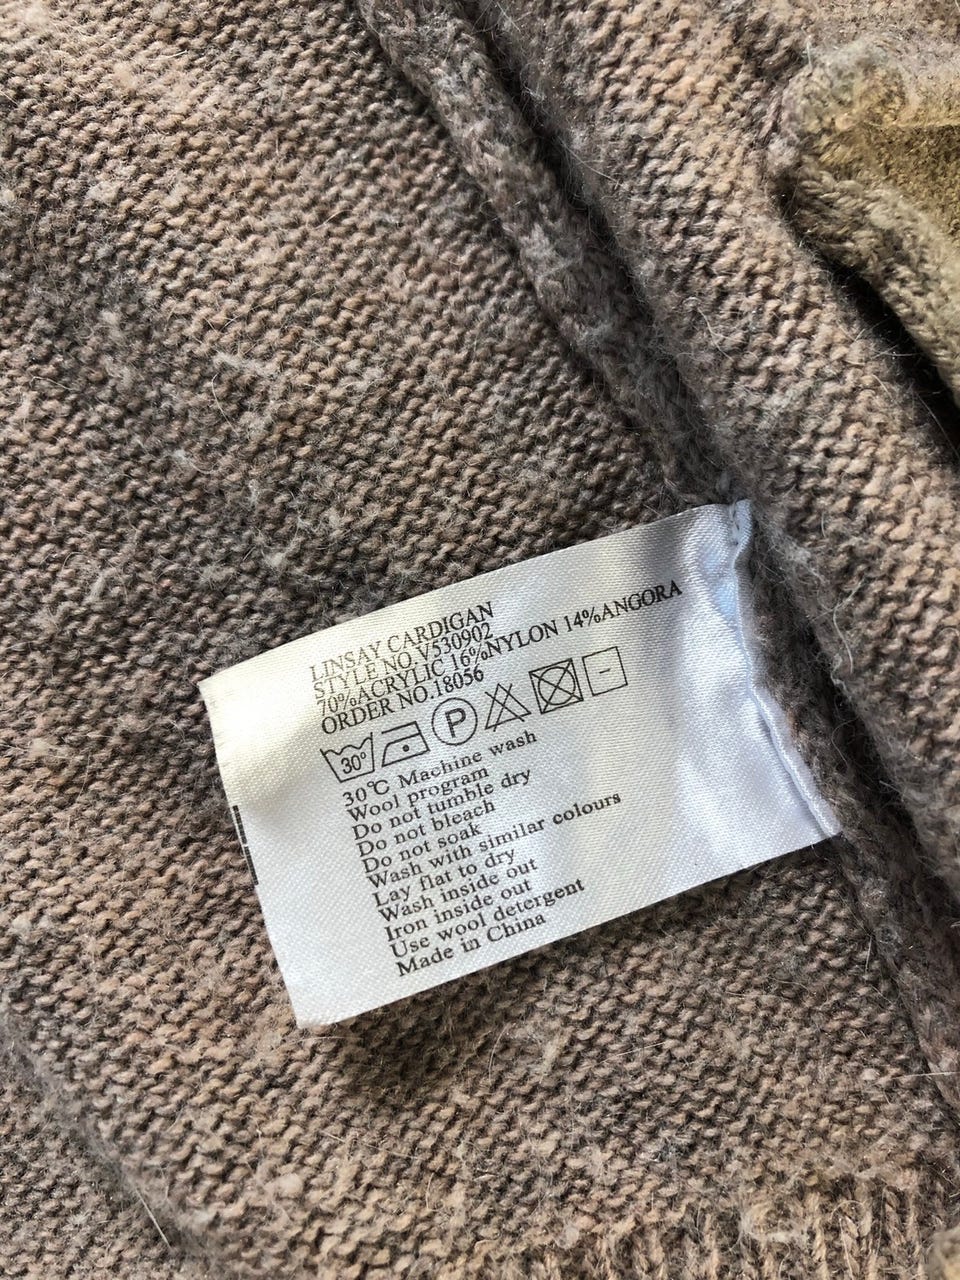 LINSAY CARDIGAN
STYLE NO.V530902
70%ACRYLIC 16%NYLON 14%ANGORA
ORDER NO.18056
30° P
30℃ Machine wash
Wool program
Do not tumble dry
Do not bleach
Do not soak
Wash with similar colours
Lay flat to dry
Wash inside out
Iron inside out
Use wool detergent
Made in China